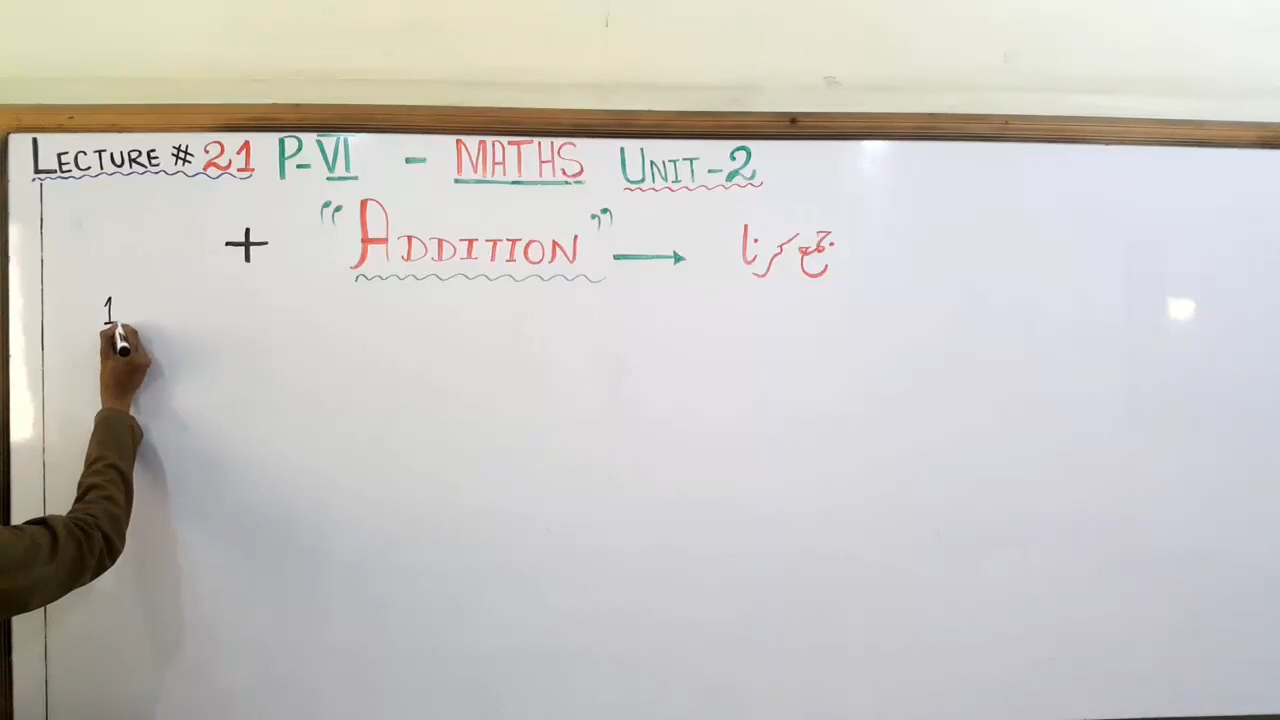 LECTURE # 21 P-VI - MATHS UNIT-2
+ "ADDITION" → جمع کرنا
1